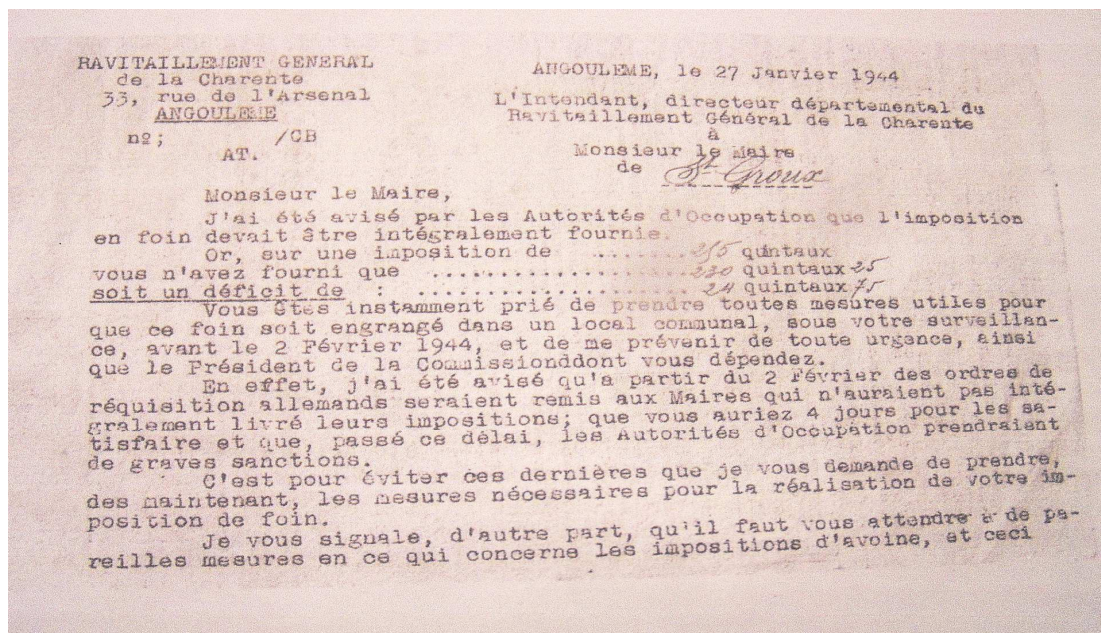 RAVITAILLEMENT GENERAL
de la Charente
33, rue de l'Arsenal
ANGOULEME
nº; /CB
AT.
ANGOULEME, le 27 Janvier 1944
L'Intendant, directeur départemental du
Ravitaillement Général de la Charente
à
Monsieur le Maire
de St Groux
Monsieur le Maire,
J'ai été avisé par les Autorités d'Occupation que l'imposition
en foin devait être intégralement fournie.
Or, sur une imposition de ....... 255 quintaux
vous n'avez fourni que .................... 230 quintaux 25
soit un déficit de : ..................... 24 quintaux 75
Vous êtes instamment prié de prendre toutes mesures utiles pour
que ce foin soit engrangé dans un local communal, sous votre surveillan-
ce, avant le 2 Février 1944, et de me prévenir de toute urgence, ainsi
que le Président de la Commissionddont vous dépendez.
En effet, j'ai été avisé qu'a partir du 2 Février des ordres de
réquisition allemands seraient remis aux Maires qui n'auraient pas inté-
gralement livré leurs impositions; que vous auriez 4 jours pour les sa-
tisfaire et que, passé ce délai, les Autorités d'Occupation prendraient
de graves sanctions.
C'est pour éviter ces dernières que je vous demande de prendre,
des maintenant, les mesures nécessaires pour la réalisation de votre im-
position de foin.
Je vous signale, d'autre part, qu'il faut vous attendre à de pa-
reilles mesures en ce qui concerne les impositions d'avoine, et ceci